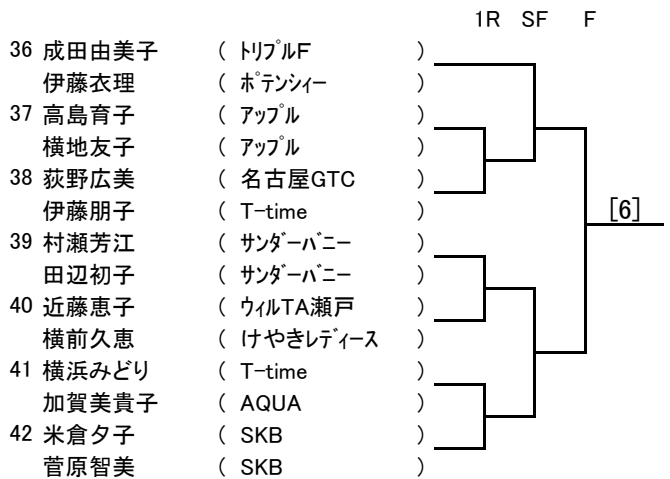 1R SF F
36 成田由美子 ( ﾄﾘﾌﾟﾙF )
伊藤衣理 ( ﾎﾟﾃﾝｼｨー )
37 高島育子 ( アップル )
横地友子 ( アップル )
38 荻野広美 ( 名古屋GTC )
伊藤朋子 ( T-time )
[6]
39 村瀬芳江 ( ｻﾝﾀﾞｰﾊﾞﾆｰ )
田辺初子 ( ｻﾝﾀﾞｰﾊﾞﾆｰ )
40 近藤恵子 ( ｳｨﾙTA瀬戸 )
横前久恵 ( けやきﾚﾃﾞｨｰス )
41 横浜みどり ( T-time )
加賀美貴子 ( AQUA )
42 米倉夕子 ( SKB )
菅原智美 ( SKB )